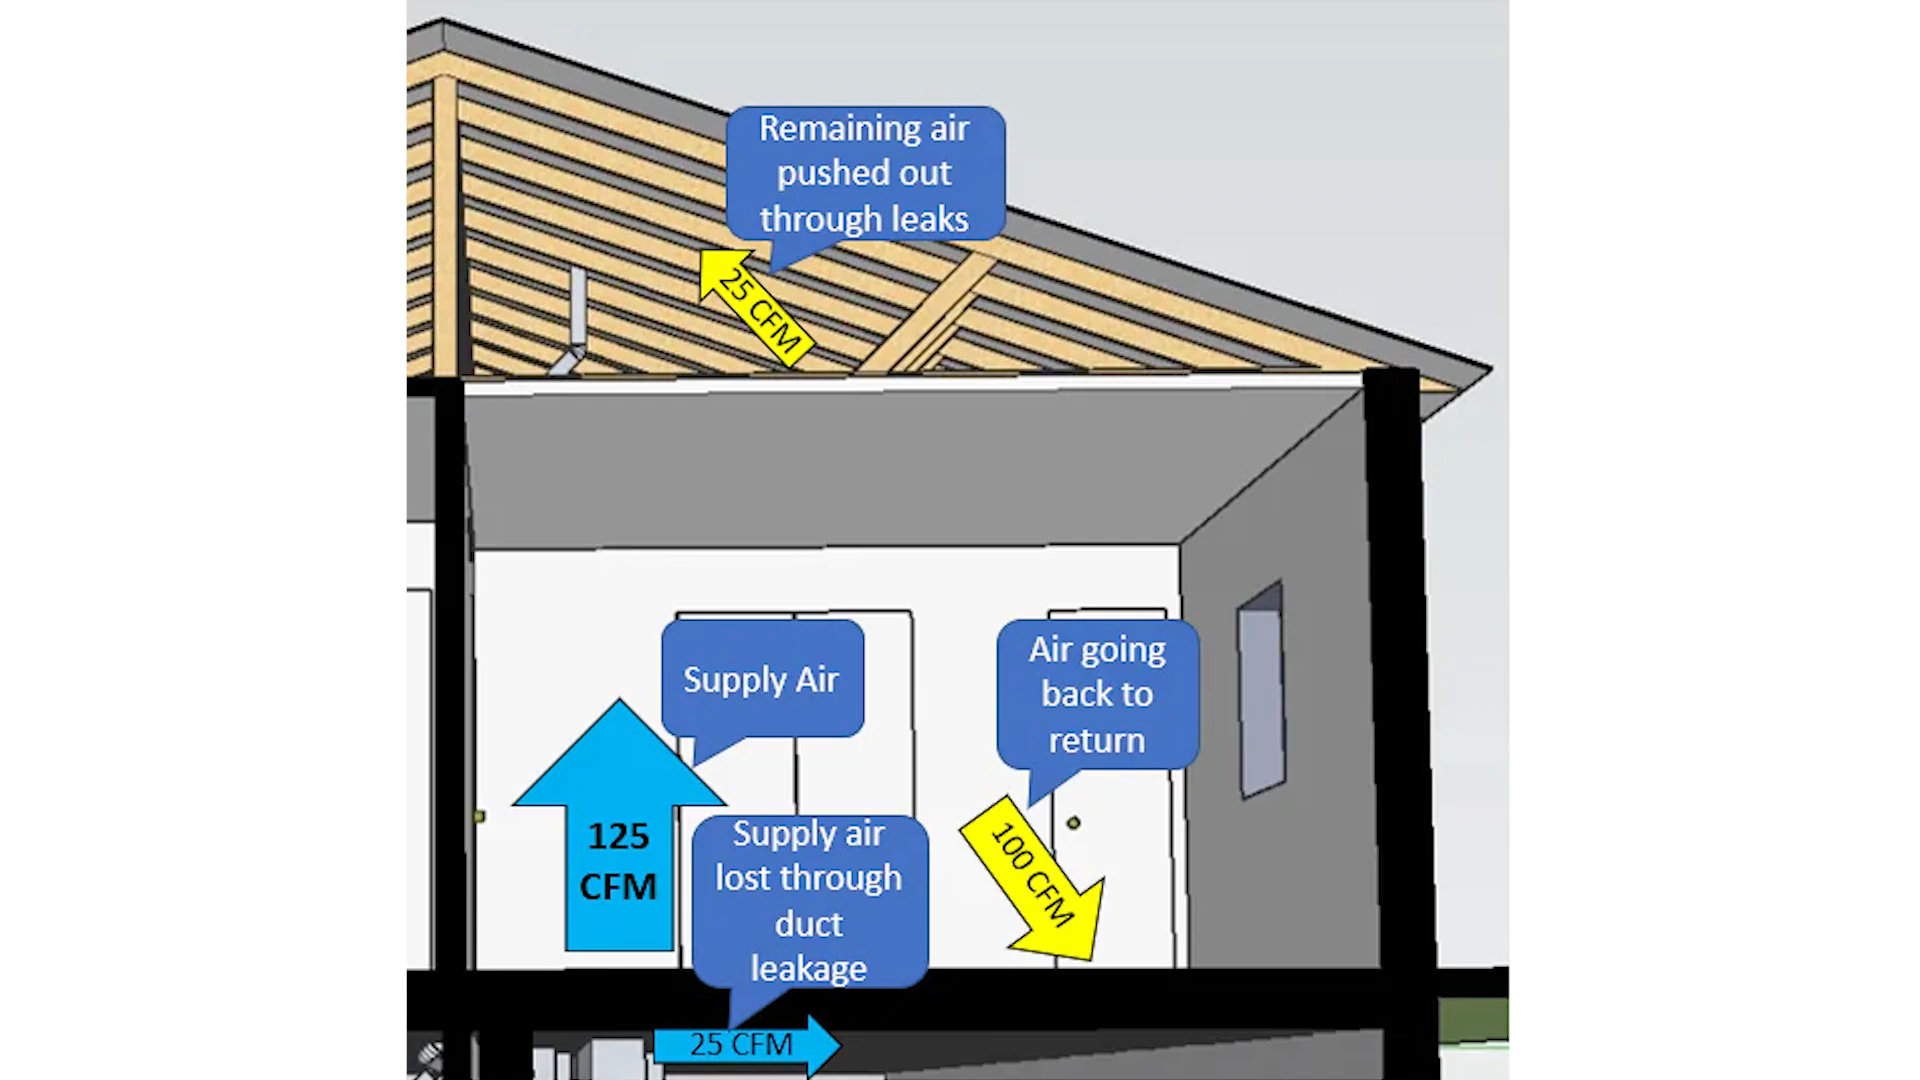 Remaining air
pushed out
through leaks
25 CFM
Supply Air
125
CFM
Air going
back to
return
100 CFM
Supply air
lost through
duct
leakage
25 CFM